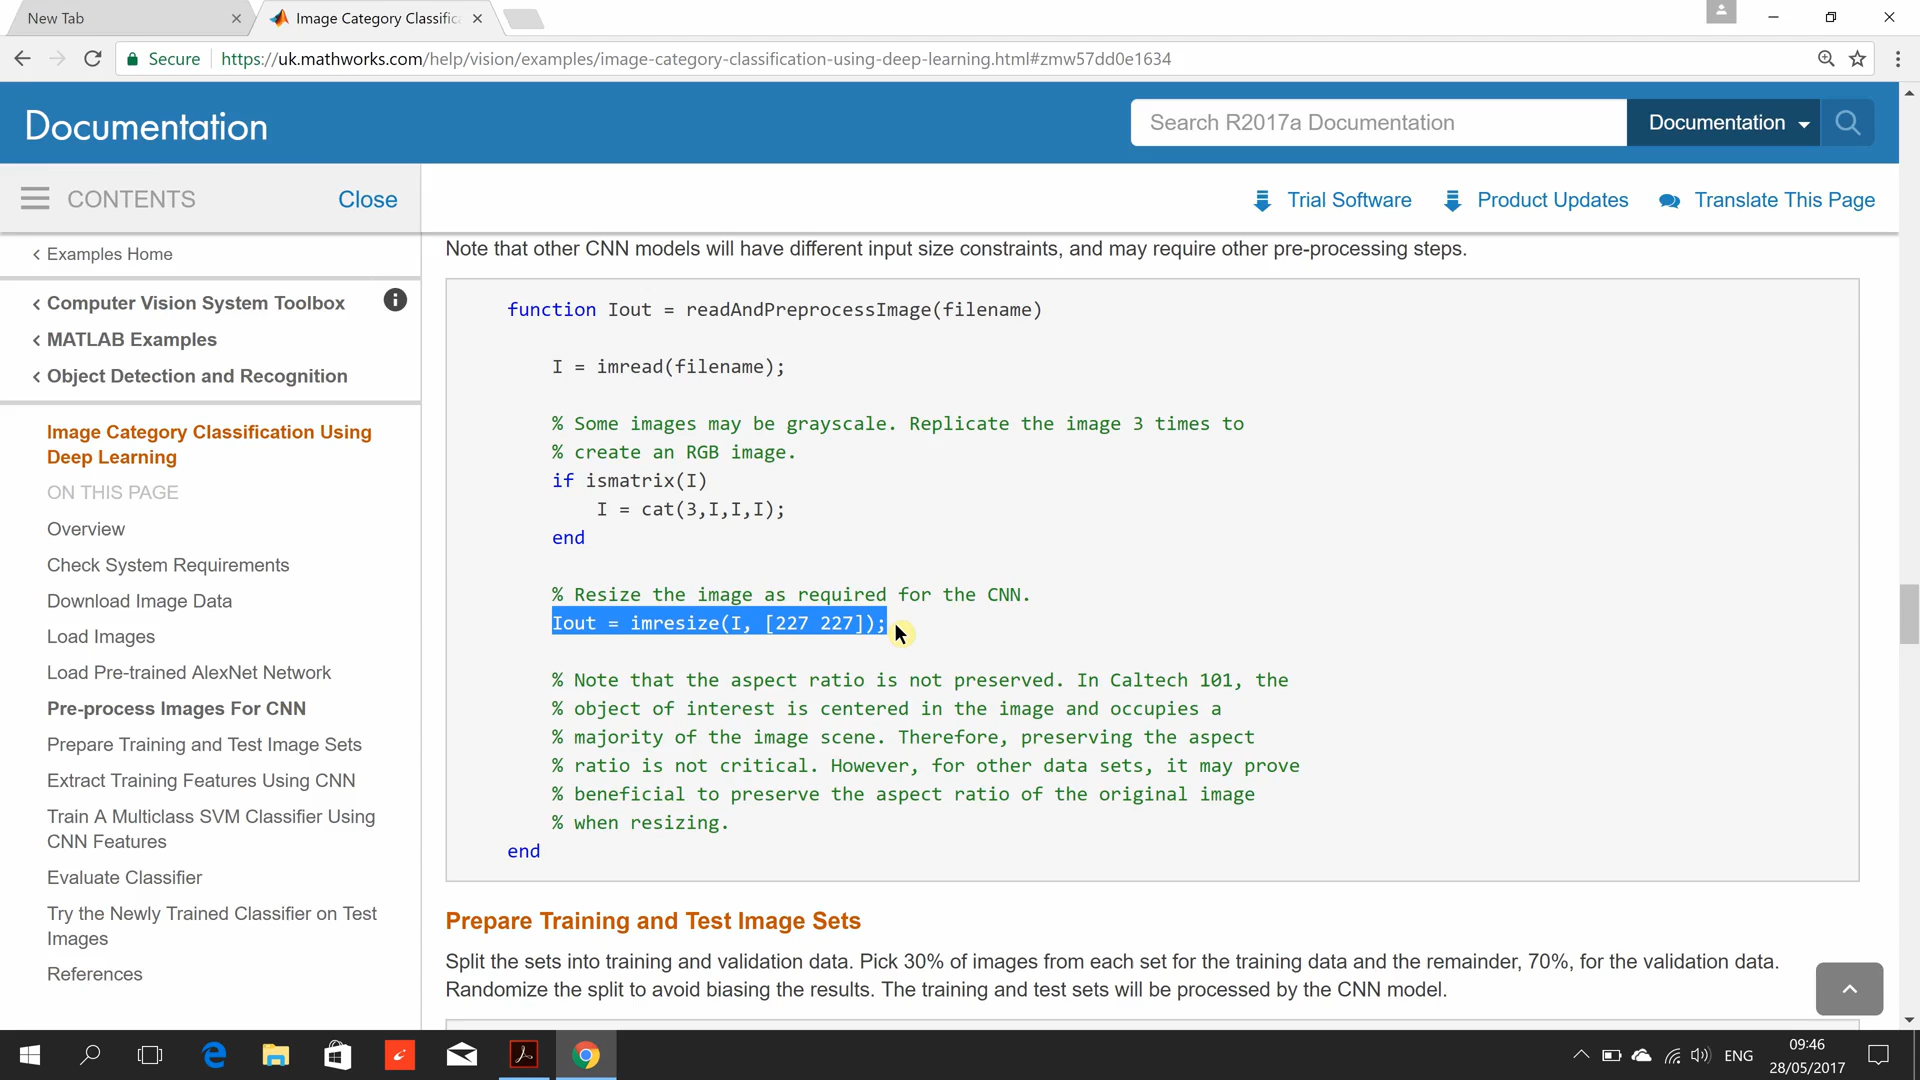 New Tab
Image Category Classific
Secure
https://uk.mathworks.com/help/vision/examples/image-category-classification-using-deep-learning.html#zmw57dd0e1634
Documentation
Search R2017a Documentation
Documentation
CONTENTS
Close
Trial Software
Product Updates
Translate This Page
< Examples Home
< Computer Vision System Toolbox
< MATLAB Examples
< Object Detection and Recognition
Image Category Classification Using
Deep Learning
ON THIS PAGE
Overview
Check System Requirements
Download Image Data
Load Images
Load Pre-trained AlexNet Network
Pre-process Images For CNN
Prepare Training and Test Image Sets
Extract Training Features Using CNN
Train A Multiclass SVM Classifier Using
CNN Features
Evaluate Classifier
Try the Newly Trained Classifier on Test
Images
References
Note that other CNN models will have different input size constraints, and may require other pre-processing steps.
function Iout = readAndPreprocessImage(filename)
I = imread(filename);
% Some images may be grayscale. Replicate the image 3 times to
% create an RGB image.
if ismatrix(I)
I = cat(3,I,I,I);
end
% Resize the image as required for the CNN.
Iout = imresize(I, [227 227]);
% Note that the aspect ratio is not preserved. In Caltech 101, the
% object of interest is centered in the image and occupies a
% majority of the image scene. Therefore, preserving the aspect
% ratio is not critical. However, for other data sets, it may prove
% beneficial to preserve the aspect ratio of the original image
% when resizing.
end
Prepare Training and Test Image Sets
Split the sets into training and validation data. Pick 30% of images from each set for the training data and the remainder, 70%, for the validation data.
Randomize the split to avoid biasing the results. The training and test sets will be processed by the CNN model.
ENG
09:46
28/05/2017